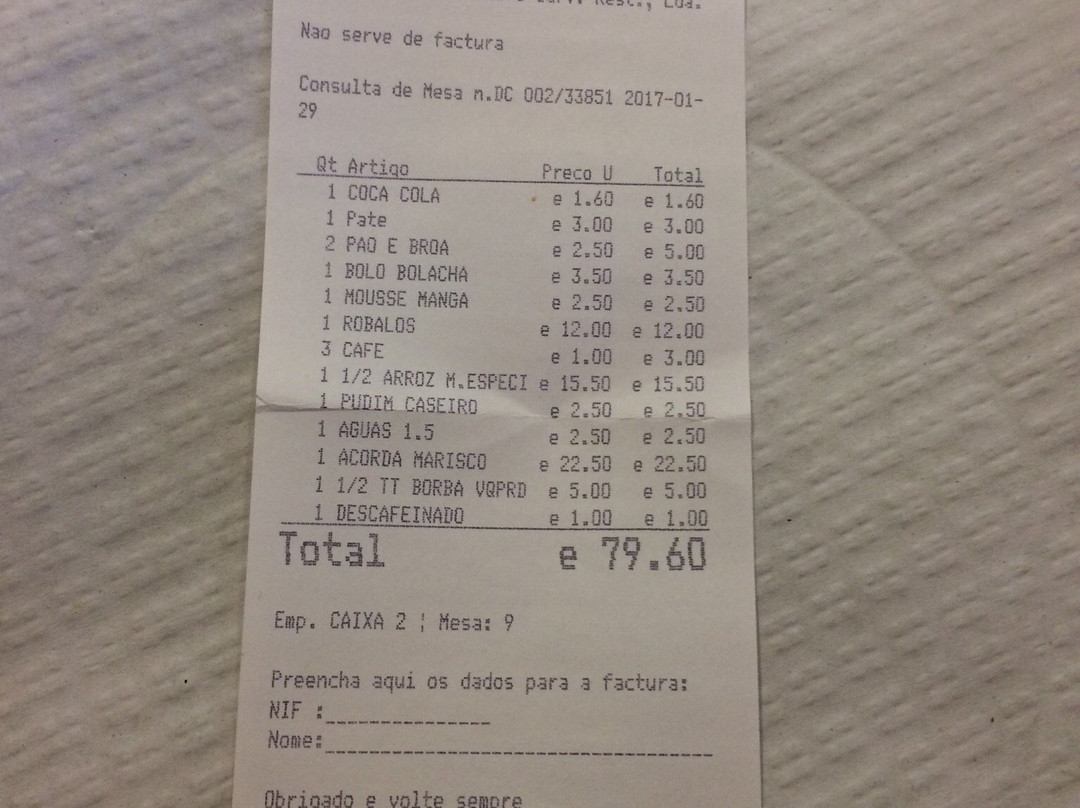 Rest., Lda.
Nao serve de factura
Consulta de Mesa n.DC 002/33851 2017-01-
29
Qt Artigo Preco U Total
1 COCA COLA e 1.60 e 1.60
1 Pate e 3.00 e 3.00
2 PAO E BROA e 2.50 e 5.00
1 BOLO BOLACHA e 3.50 e 3.50
1 MOUSSE MANGA e 2.50 e 2.50
1 ROBALOS e 12.00 e 12.00
3 CAFE e 1.00 e 3.00
1 1/2 ARROZ M.ESPECI e 15.50 e 15.50
1 PUDIM CASEIRO e 2.50 e 2.50
1 AGUAS 1.5 e 2.50 e 2.50
1 ACORDA MARISCO e 22.50 e 22.50
1 1/2 TT BORBA VQPRD e 5.00 e 5.00
1 DESCAFEINADO e 1.00 e 1.00
Total e 79.60
Emp. CAIXA 2 ¦ Mesa: 9
Preencha aqui os dados para a factura:
NIF :_______________
Nome:___________________________________
Obrigado e volte sempre